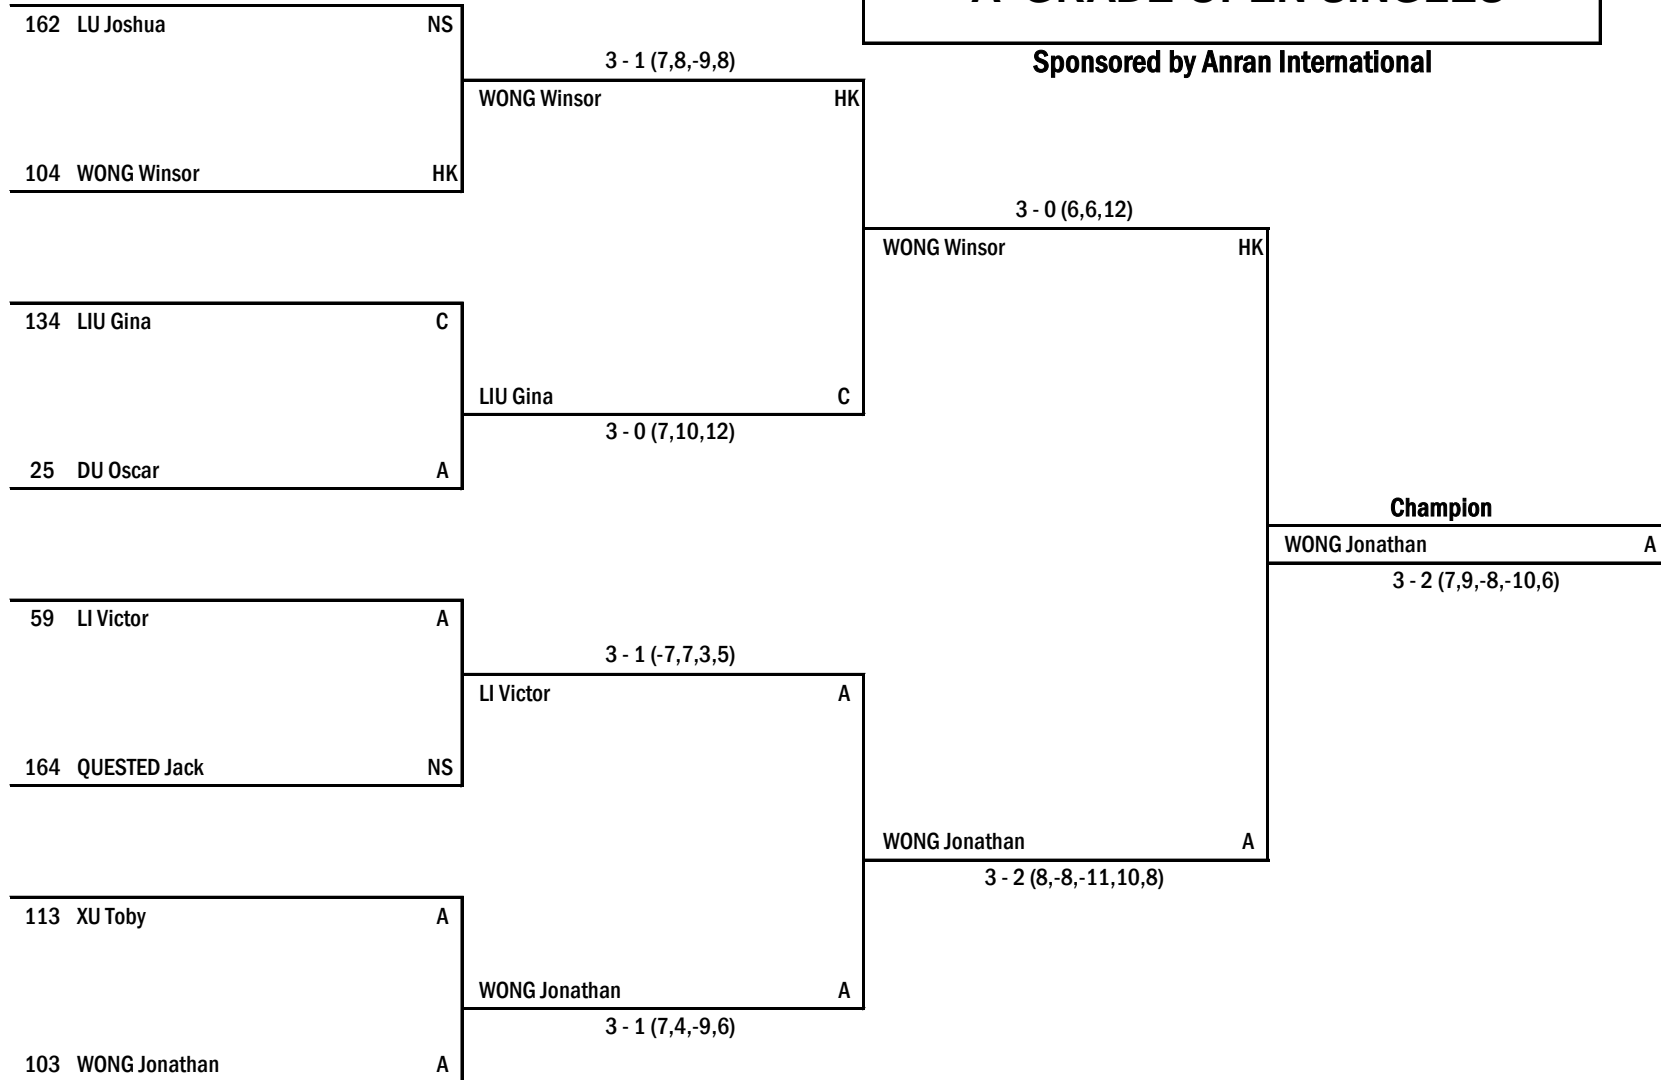 Sponsored by Anran International
162 LU Joshua NS
3 - 1 (7,8,-9,8)
WONG Winsor HK
104 WONG Winsor HK
3 - 0 (6,6,12)
WONG Winsor HK
134 LIU Gina C
LIU Gina C
3 - 0 (7,10,12)
25 DU Oscar A
Champion
WONG Jonathan A
3 - 2 (7,9,-8,-10,6)
59 LI Victor A
3 - 1 (-7,7,3,5)
LI Victor A
164 QUESTED Jack NS
WONG Jonathan A
3 - 2 (8,-8,-11,10,8)
113 XU Toby A
WONG Jonathan A
3 - 1 (7,4,-9,6)
103 WONG Jonathan A